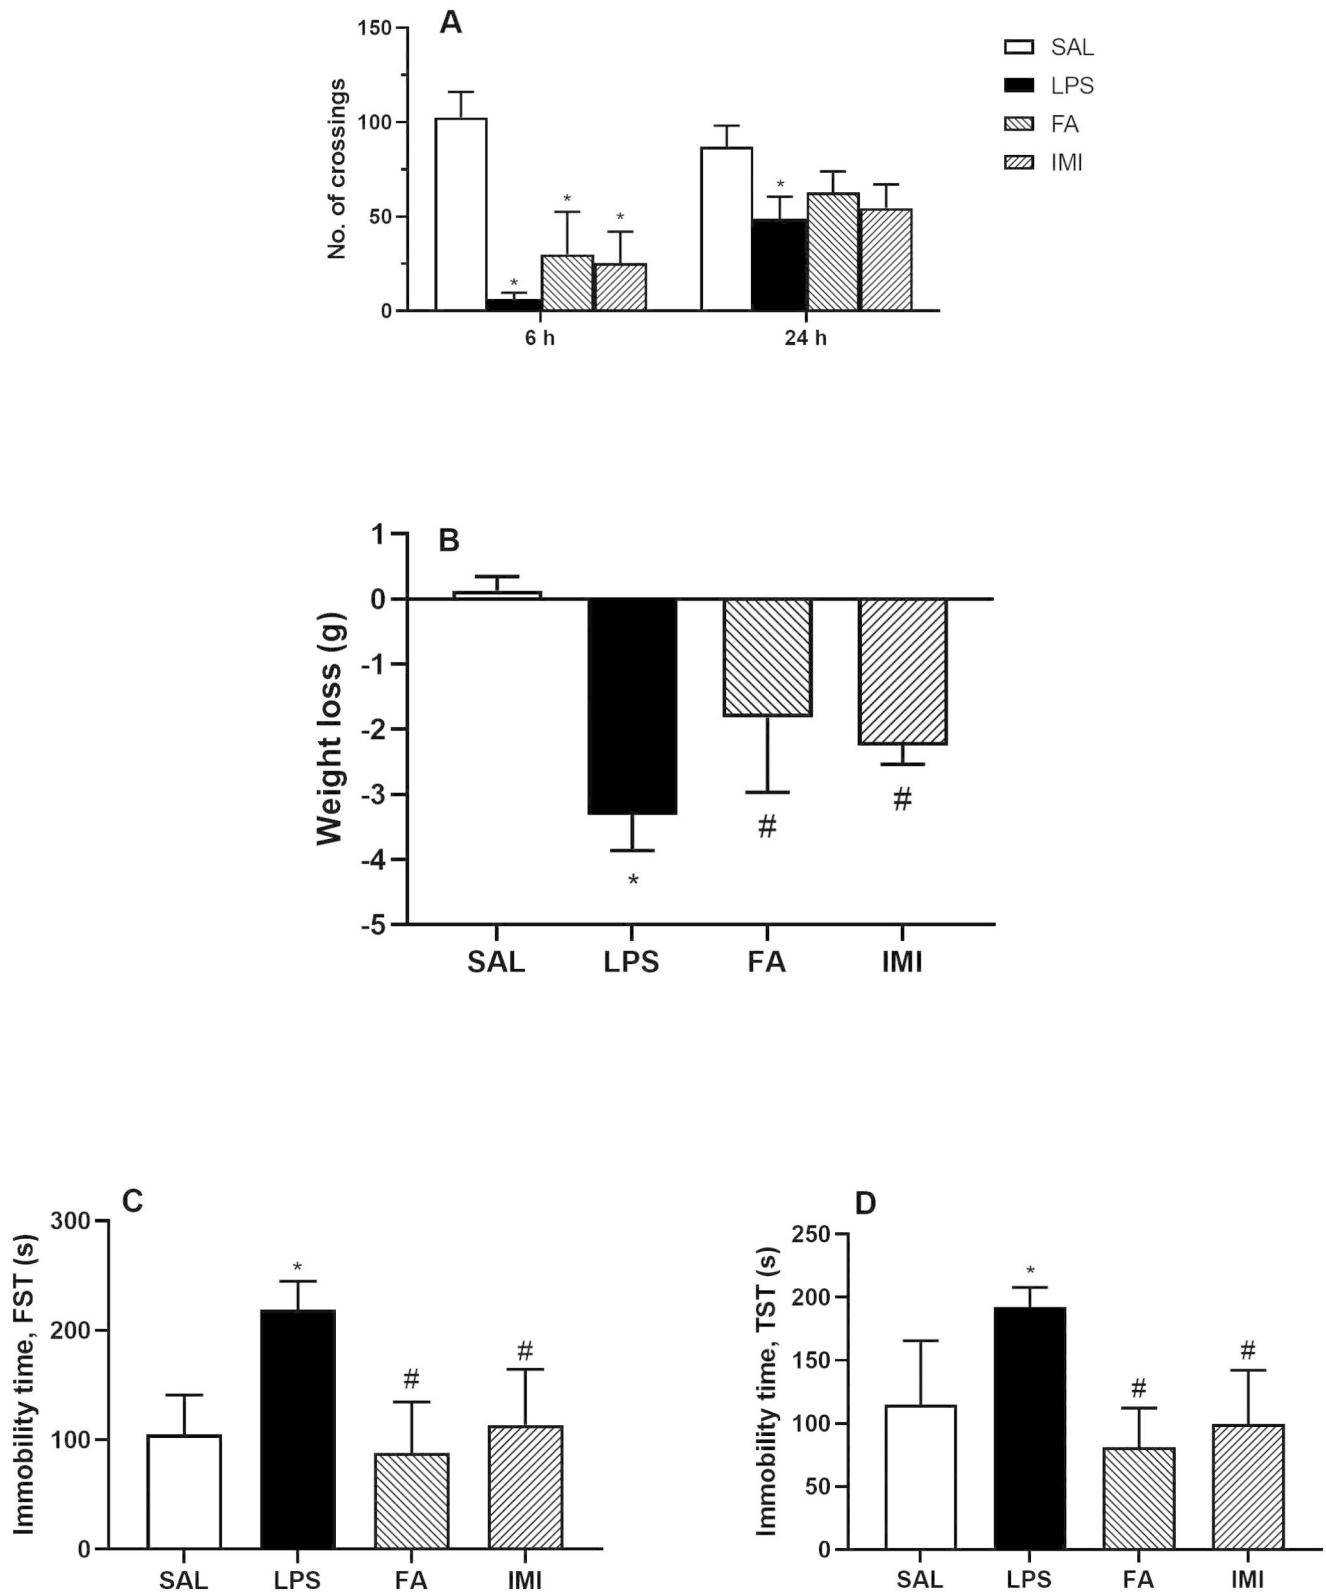 A
150
100
50
0
No. of crossings
*
*
*
*
6 h
24 h
SAL
LPS
FA
IMI
B
1
0
-1
-2
-3
-4
-5
Weight loss (g)
*
#
#
SAL
LPS
FA
IMI
C
300
200
100
0
Immobility time, FST (s)
*
#
#
SAL
LPS
FA
IMI
D
250
200
150
100
50
0
Immobility time, TST (s)
*
#
#
SAL
LPS
FA
IMI